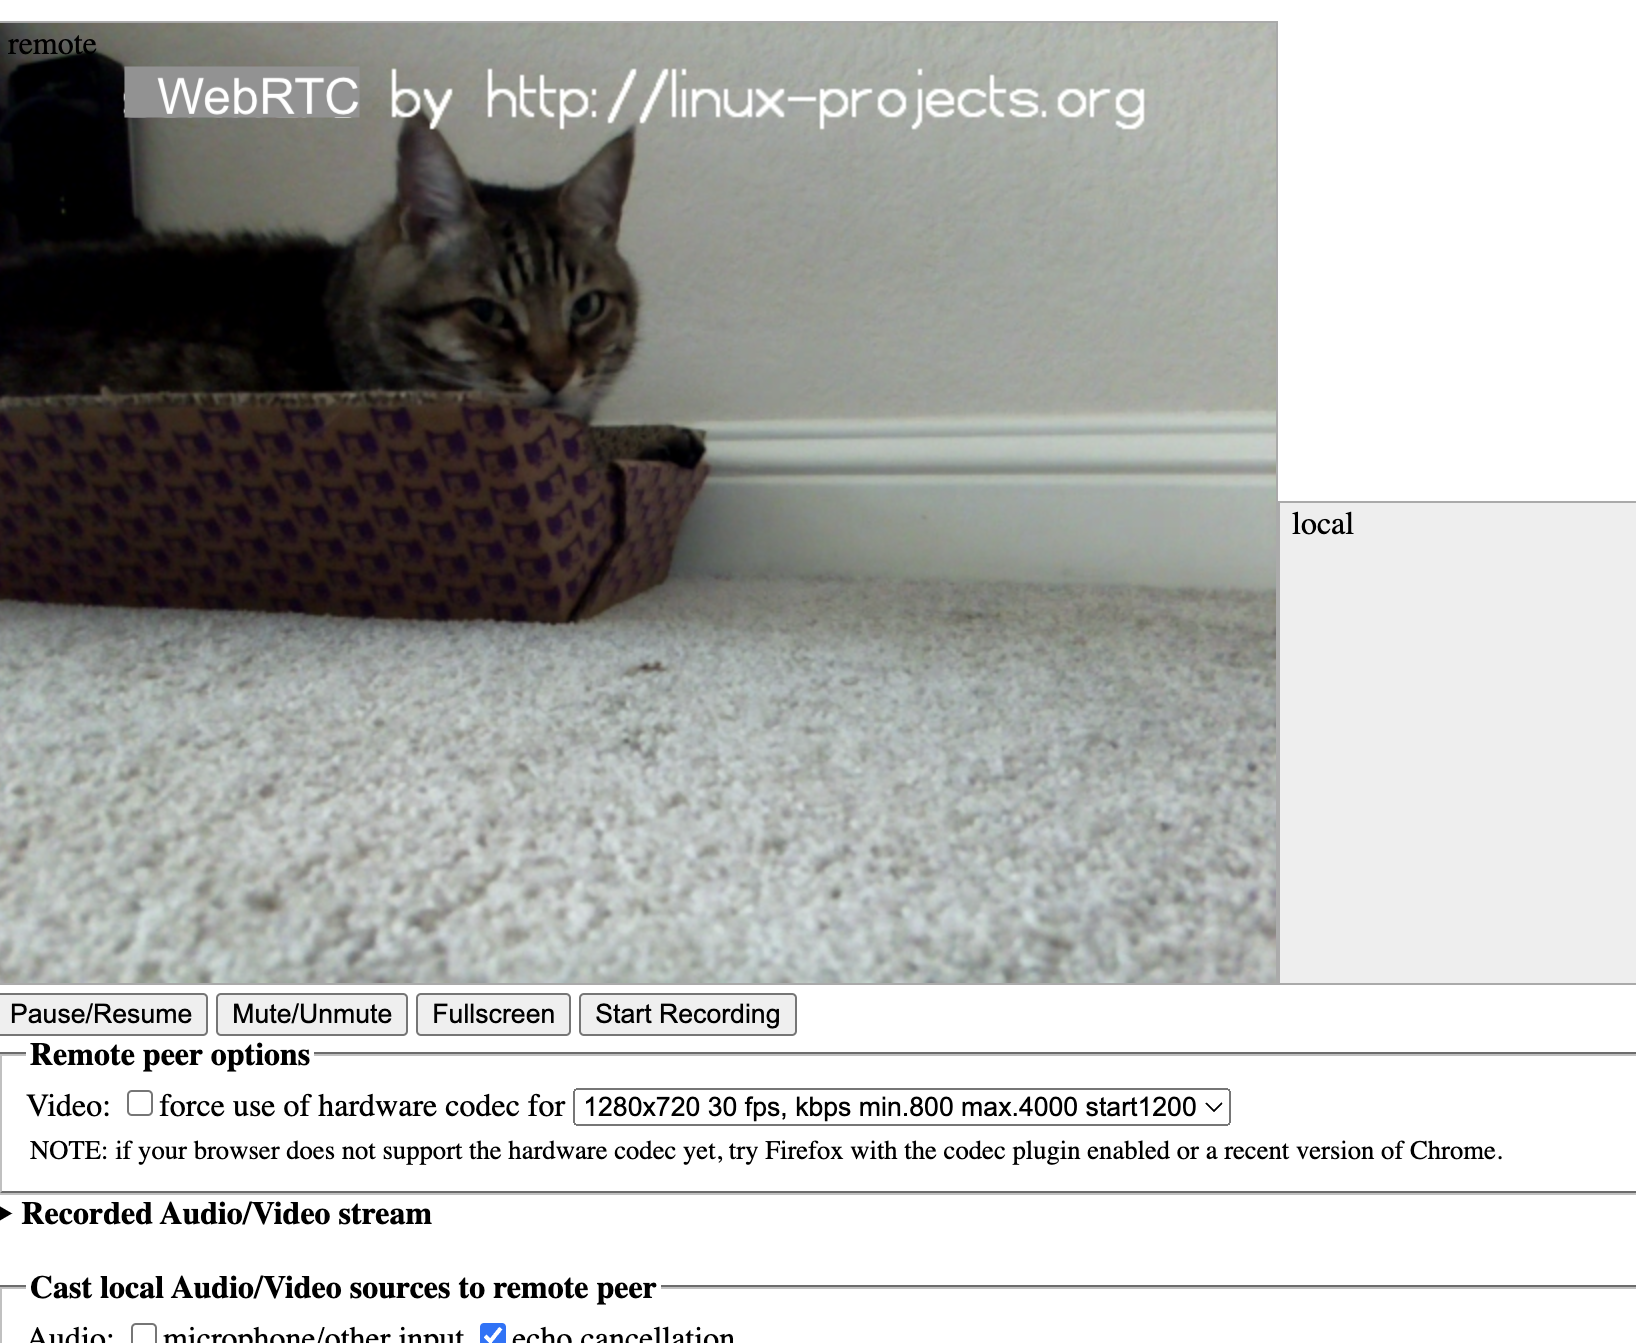 remote
WebRTC by http://linux-projects.org
local
Pause/Resume Mute/Unmute Fullscreen Start Recording
Remote peer options
Video: force use of hardware codec for 1280x720 30 fps, kbps min.800 max.4000 start1200
NOTE: if your browser does not support the hardware codec yet, try Firefox with the codec plugin enabled or a recent version of Chrome.
Recorded Audio/Video stream
Cast local Audio/Video sources to remote peer
Audio: microphone/other input echo cancellation